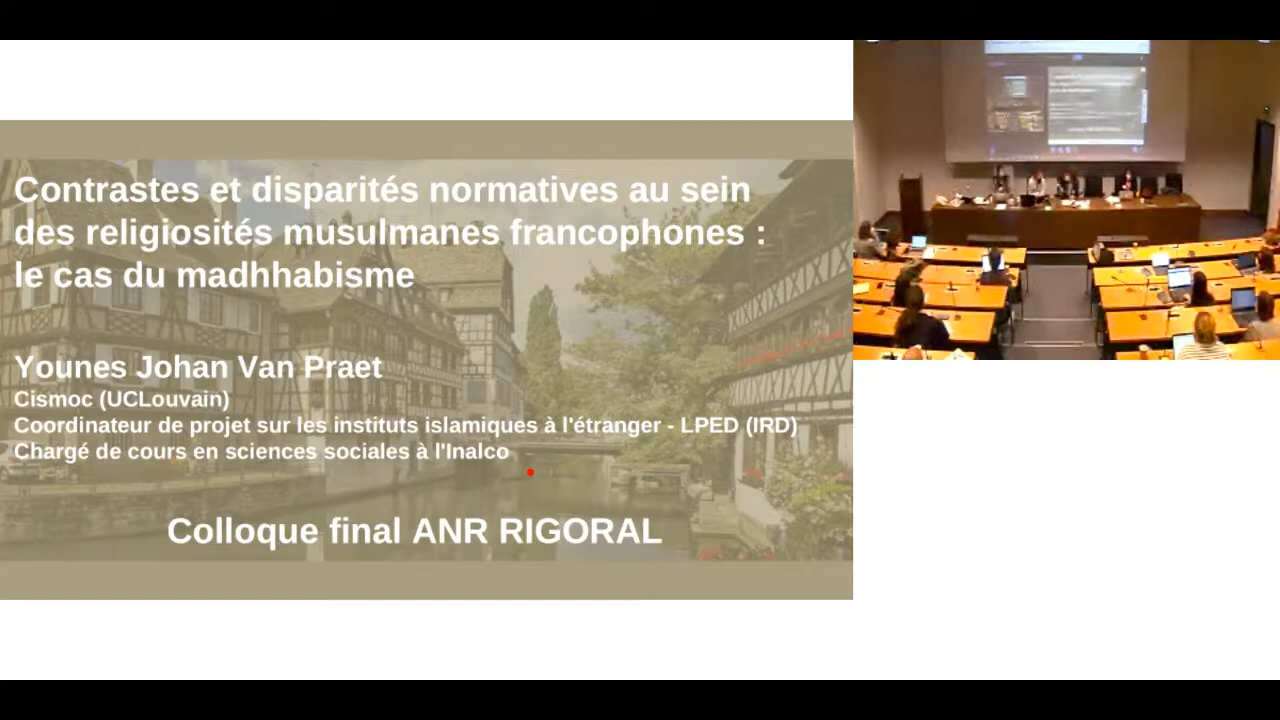 Contrastes et disparités normatives au sein
des religiosités musulmanes francophones :
le cas du madhhabisme
Younes Johan Van Praet
Cismoc (UCLouvain)
Coordinateur de projet sur les instituts islamiques à l'étranger - LPED (IRD)
Chargé de cours en sciences sociales à l'Inalco
Colloque final ANR RIGORAL